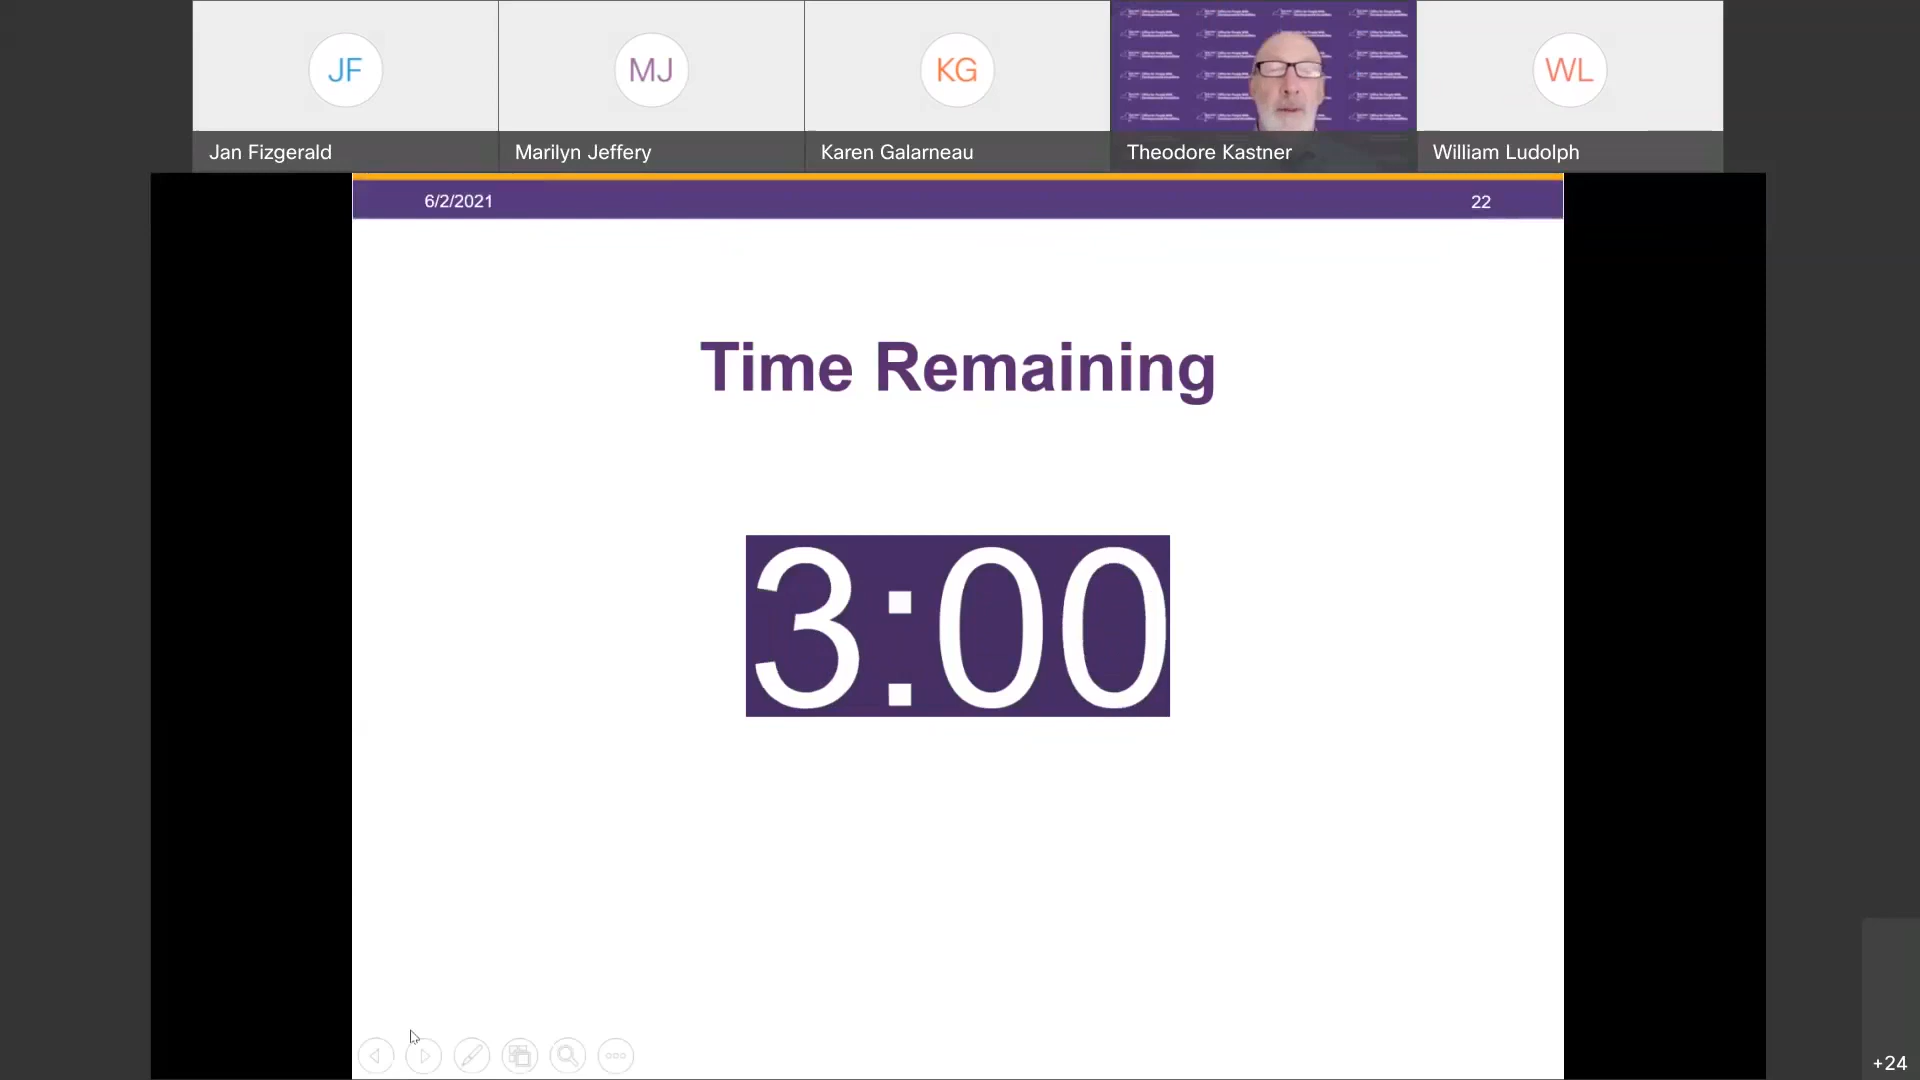 JF
MJ
KG
WL
Jan Fizgerald
Marilyn Jeffery
Karen Galarneau
Theodore Kastner
William Ludolph
6/2/2021
22
Time Remaining
3:00
+24